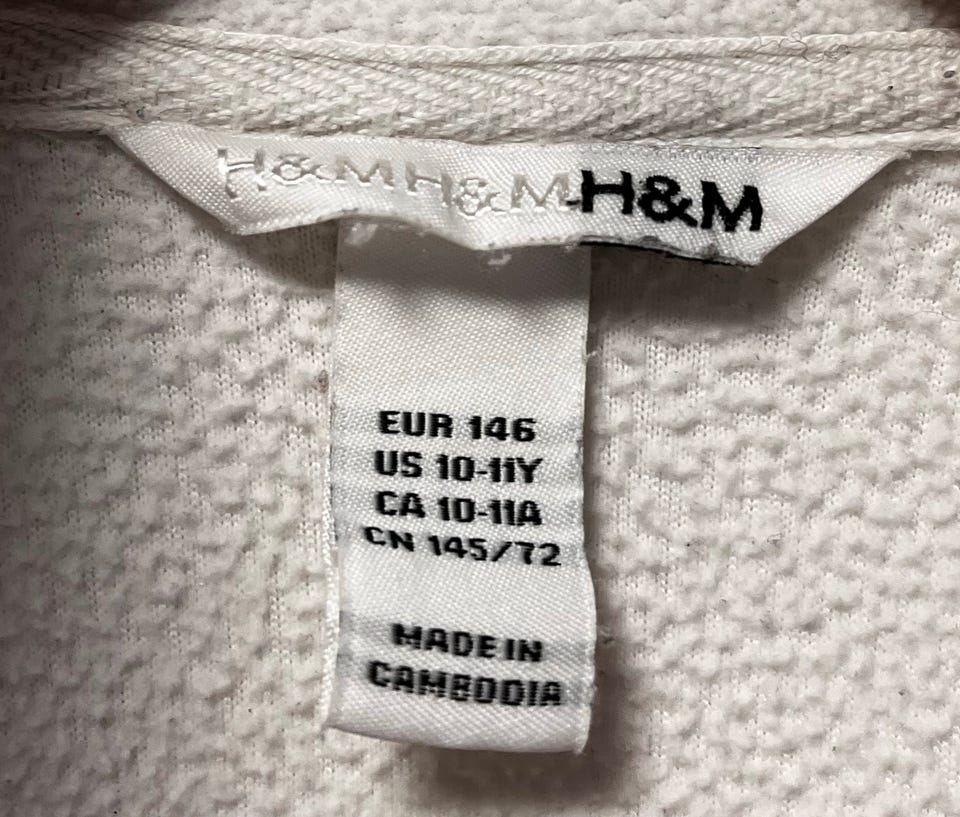 H&M H&M H&M
EUR 146
US 10-11Y
CA 10-11A
CN 145/72
MADE IN
CAMBODIA